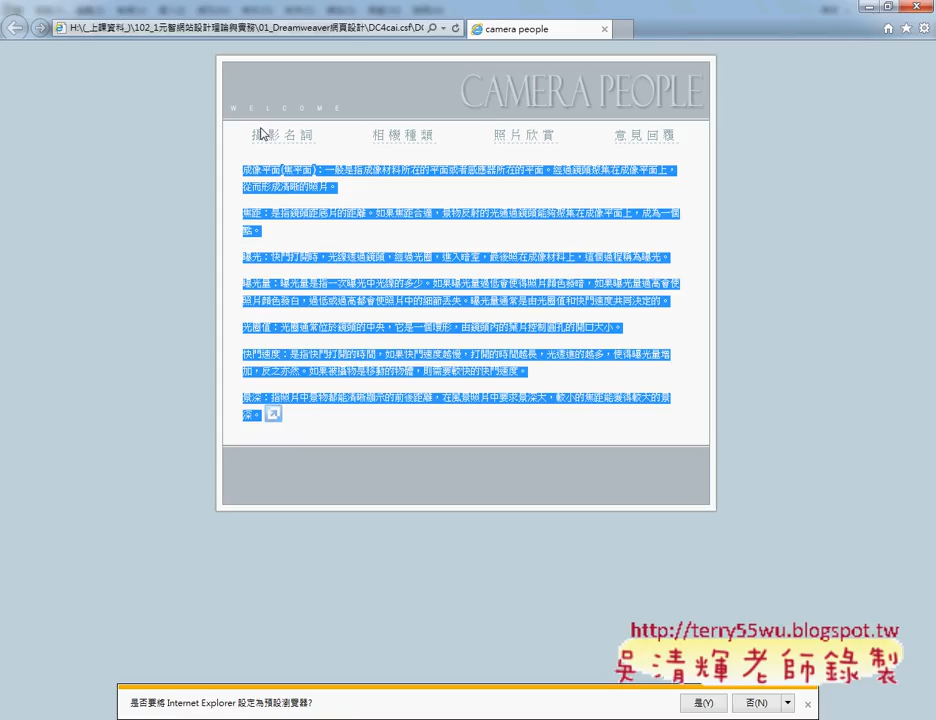 H:\(_上課資料_)\102_1元智網站設計理論與實務\01_Dreamweaver網頁設計\DC4cai.csf\D(
camera people
CAMERA PEOPLE
WELCOME
攝影名詞 相機種類 照片欣賞 意見回覆
成像平面(焦平面)：一般是指成像材料所在的平面或者感應器所在的平面。經過鏡頭聚集在成像平面上，
從而形成清晰的照片。
焦距：是指鏡頭距底片的距離。如果焦距合適，景物反射的光通過鏡頭能夠聚集在成像平面上，成為一個
點。
曝光：快門打開時，光線透過鏡頭，經過光圈，進入暗室，最後照在成像材料上，這個過程稱為曝光。
曝光量：曝光量是指一次曝光中光線的多少。如果曝光量過低會使得照片顏色發暗，如果曝光量過高會使
照片顏色發白，過低或過高都會使照片中的細節丟失。曝光量通常是由光圈值和快門速度共同決定的。
光圈值：光圈通常位於鏡頭的中央，它是一個環形，由鏡頭內的葉片控制圓孔的開口大小。
快門速度：是指快門打開的時間，如果快門速度越慢，打開的時間越長，光透進的越多，使得曝光量增
加，反之亦然。如果被攝物是移動的物體，則需要較快的快門速度。
景深：指照片中景物都能清晰顯示的前後距離，在風景照片中要求景深大，較小的焦距能獲得較大的景
深。
http://terry55wu.blogspot.tw
吳清輝老師錄製
是否要將 Internet Explorer 設定為預設瀏覽器?
是(Y) 否(N)